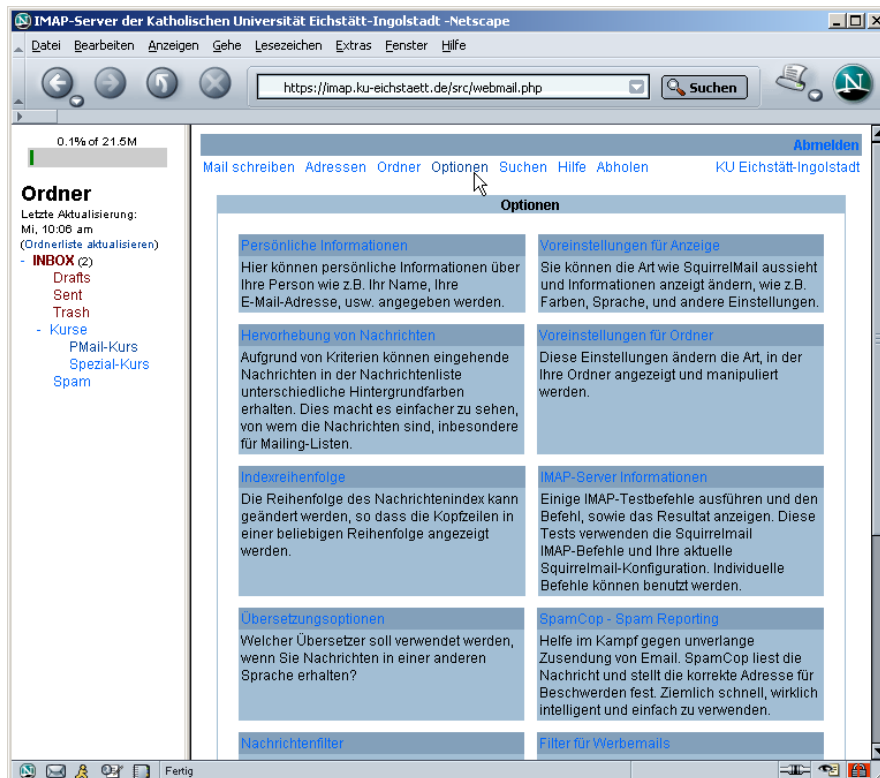 IMAP-Server der Katholischen Universität Eichstätt-Ingolstadt -Netscape
Datei Bearbeiten Anzeigen Gehe Lesezeichen Extras Fenster Hilfe
https://imap.ku-eichstaett.de/src/webmail.php
Suchen
N
0.1% of 21.5M
Ordner
Letzte Aktualisierung:
Mi, 10:06 am
(Ordnerliste aktualisieren)
- INBOX (2)
Drafts
Sent
Trash
- Kurse
PMail-Kurs
Spezial-Kurs
Spam
Abmelden
Mail schreiben Adressen Ordner Optionen Suchen Hilfe Abholen KU Eichstätt-Ingolstadt
Optionen
Persönliche Informationen
Hier können persönliche Informationen über
Ihre Person wie z.B. Ihr Name, Ihre
E-Mail-Adresse, usw. angegeben werden.
Voreinstellungen für Anzeige
Sie können die Art wie SquirrelMail aussieht
und Informationen anzeigt ändern, wie z.B.
Farben, Sprache, und andere Einstellungen.
Hervorhebung von Nachrichten
Aufgrund von Kriterien können eingehende
Nachrichten in der Nachrichtenliste
unterschiedliche Hintergrundfarben
erhalten. Dies macht es einfacher zu sehen,
von wem die Nachrichten sind, inbesondere
für Mailing-Listen.
Voreinstellungen für Ordner
Diese Einstellungen ändern die Art, in der
Ihre Ordner angezeigt und manipuliert
werden.
Indexreihenfolge
Die Reihenfolge des Nachrichtenindex kann
geändert werden, so dass die Kopfzeilen in
einer beliebigen Reihenfolge angezeigt
werden.
IMAP-Server Informationen
Einige IMAP-Testbefehle ausführen und den
Befehl, sowie das Resultat anzeigen. Diese
Tests verwenden die Squirrelmail
IMAP-Befehle und Ihre aktuelle
Squirrelmail-Konfiguration. Individuelle
Befehle können benutzt werden.
Übersetzungsoptionen
Welcher Übersetzer soll verwendet werden,
wenn Sie Nachrichten in einer anderen
Sprache erhalten?
SpamCop - Spam Reporting
Helfe im Kampf gegen unverlange
Zusendung von Email. SpamCop liest die
Nachricht und stellt die korrekte Adresse für
Beschwerden fest. Ziemlich schnell, wirklich
intelligent und einfach zu verwenden.
Nachrichtenfilter
Filter für Werbemails
Fertig